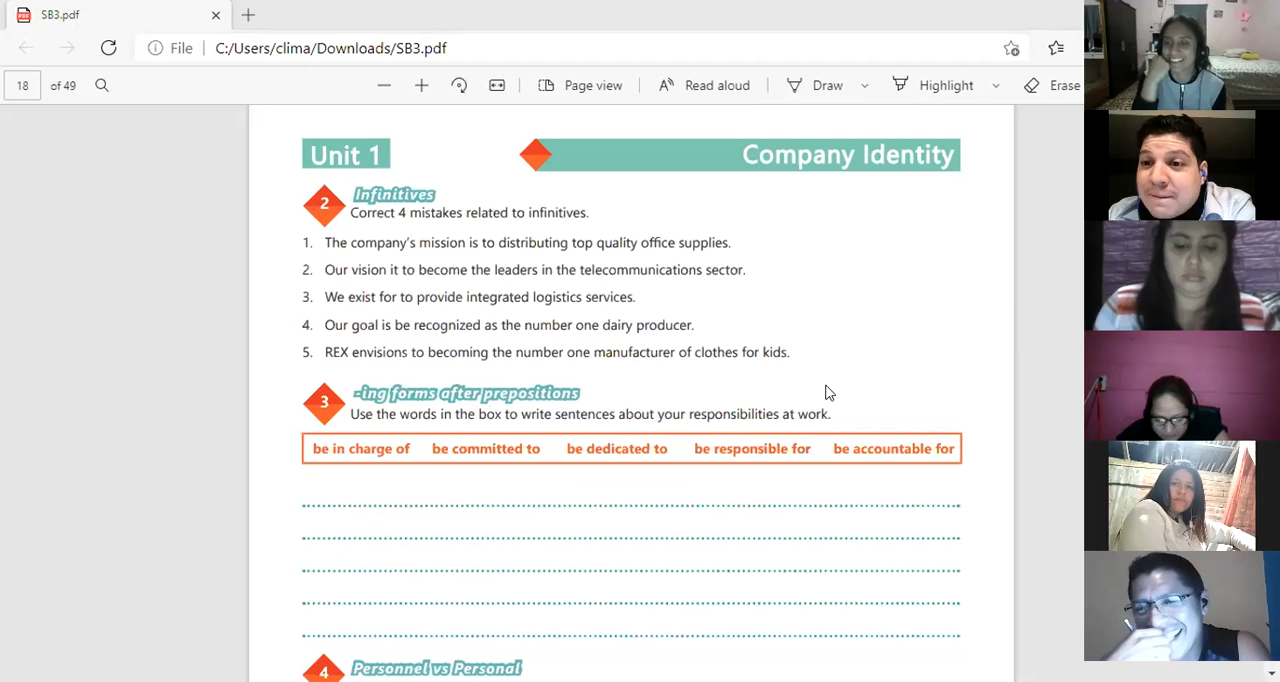 SB3.pdf
File C:/Users/clima/Downloads/SB3.pdf
18 of 49 Page view Read aloud Draw Highlight Erase
Unit 1 Company Identity
2 Infinitives
Correct 4 mistakes related to infinitives.
1. The company's mission is to distributing top quality office supplies.
2. Our vision it to become the leaders in the telecommunications sector.
3. We exist for to provide integrated logistics services.
4. Our goal is be recognized as the number one dairy producer.
5. REX envisions to becoming the number one manufacturer of clothes for kids.
3 -ing forms after prepositions
Use the words in the box to write sentences about your responsibilities at work.
be in charge of be committed to be dedicated to be responsible for be accountable for
4 Personnel vs Personal